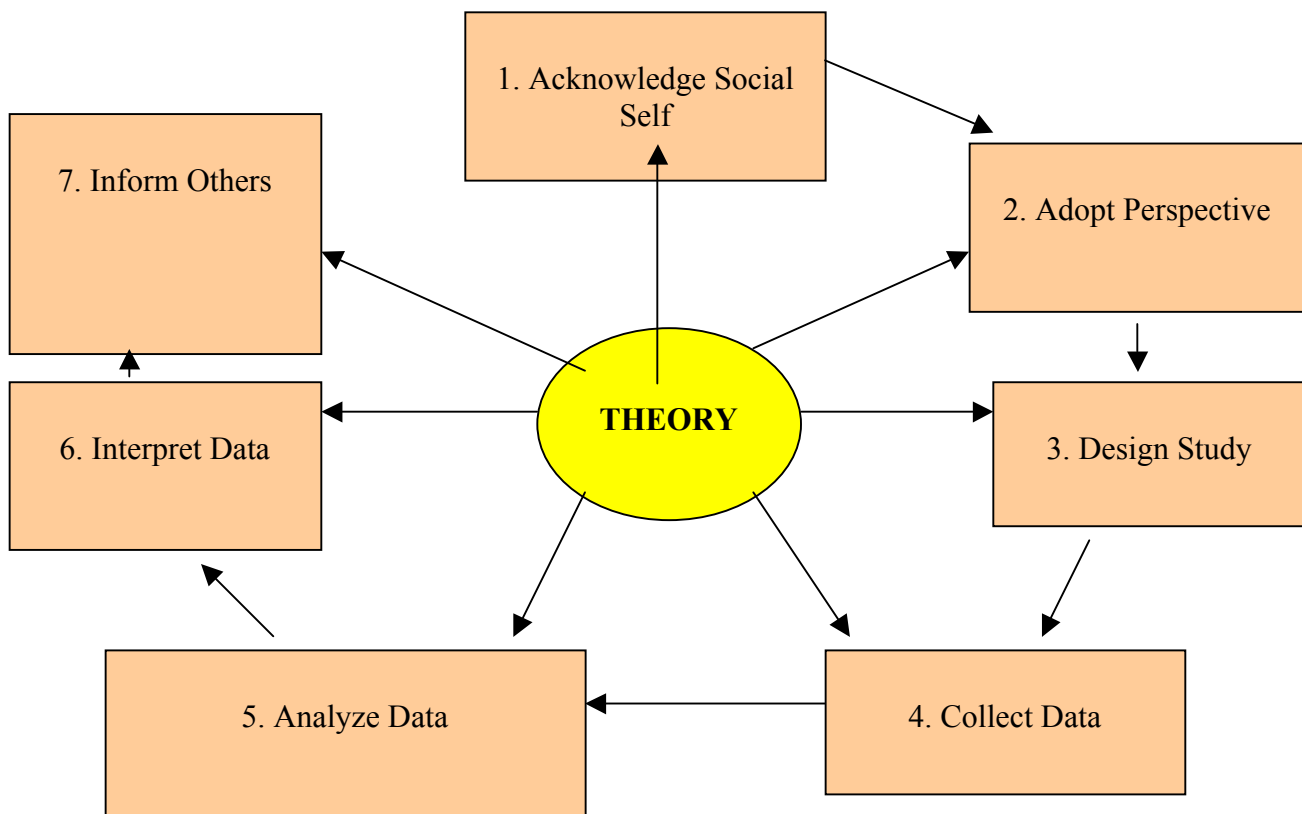 1. Acknowledge Social
Self
2. Adopt Perspective
3. Design Study
4. Collect Data
5. Analyze Data
6. Interpret Data
7. Inform Others
THEORY